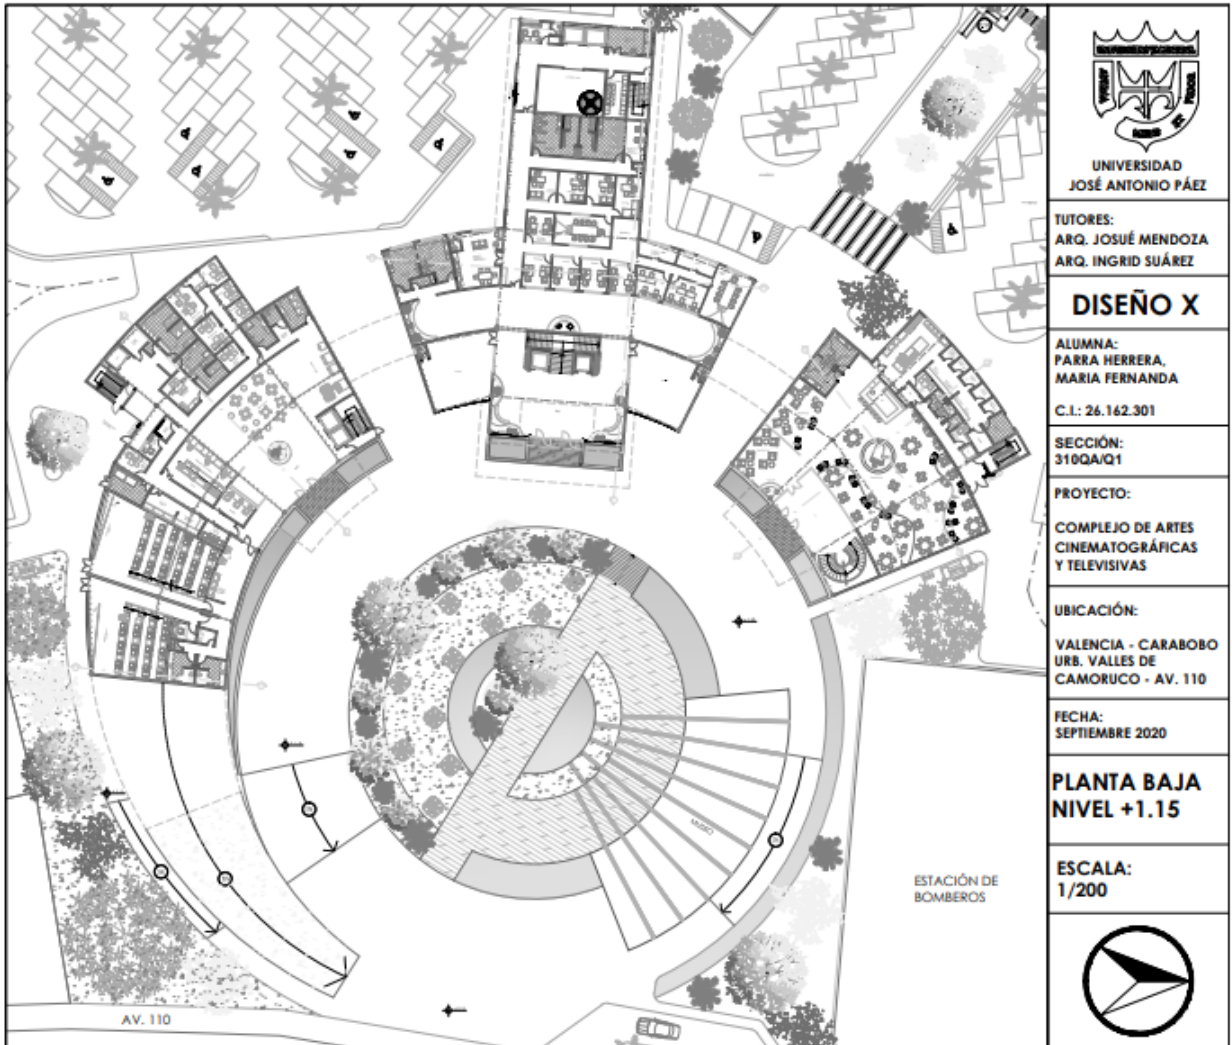 UNIVERSIDAD
JOSÉ ANTONIO PÁEZ
TUTORES:
ARQ. JOSUÉ MENDOZA
ARQ. INGRID SUÁREZ
DISEÑO X
ALUMNA:
PARRA HERRERA,
MARIA FERNANDA
C.I.: 26.162.301
SECCIÓN:
310QA/Q1
PROYECTO:
COMPLEJO DE ARTES
CINEMATOGRÁFICAS
Y TELEVISIVAS
UBICACIÓN:
VALENCIA - CARABOBO
URB. VALLES DE
CAMORUCO - AV. 110
FECHA:
SEPTIEMBRE 2020
PLANTA BAJA
NIVEL +1.15
ESCALA:
1/200
MUSEO
ESTACIÓN DE
BOMBEROS
AV. 110